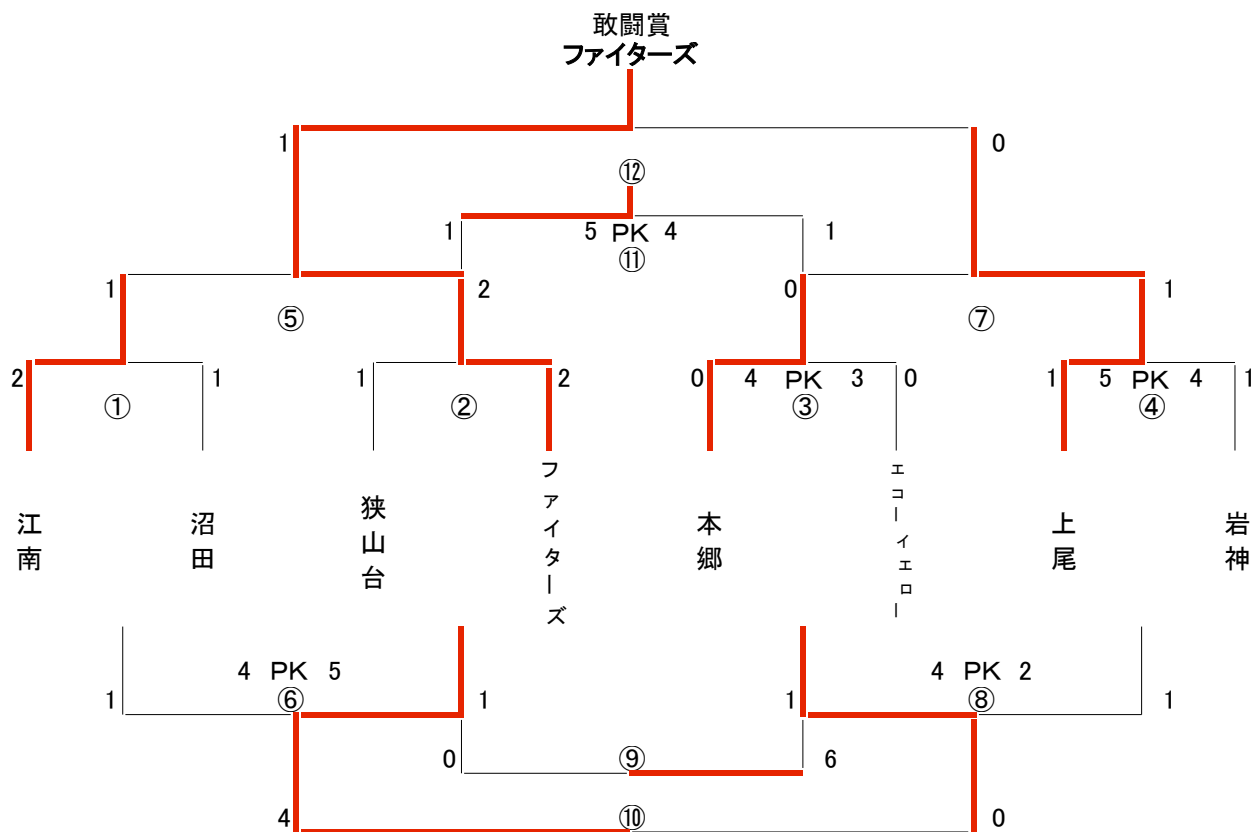 敢闘賞
ファイターズ
1 0
⑫
1 5 PK 4 1
⑪
1 2 0 1
⑤ ⑦
2 1 1 2 0 4 PK 3 0 1 5 PK 4 1
① ② ③ ④
江南
沼田
狭山台
ファイターズ
本郷
エコーイエロー
上尾
岩神
4 PK 5 4 PK 2
1 ⑥ 1 1 ⑧ 1
0 ⑨ 6
4 ⑩ 0